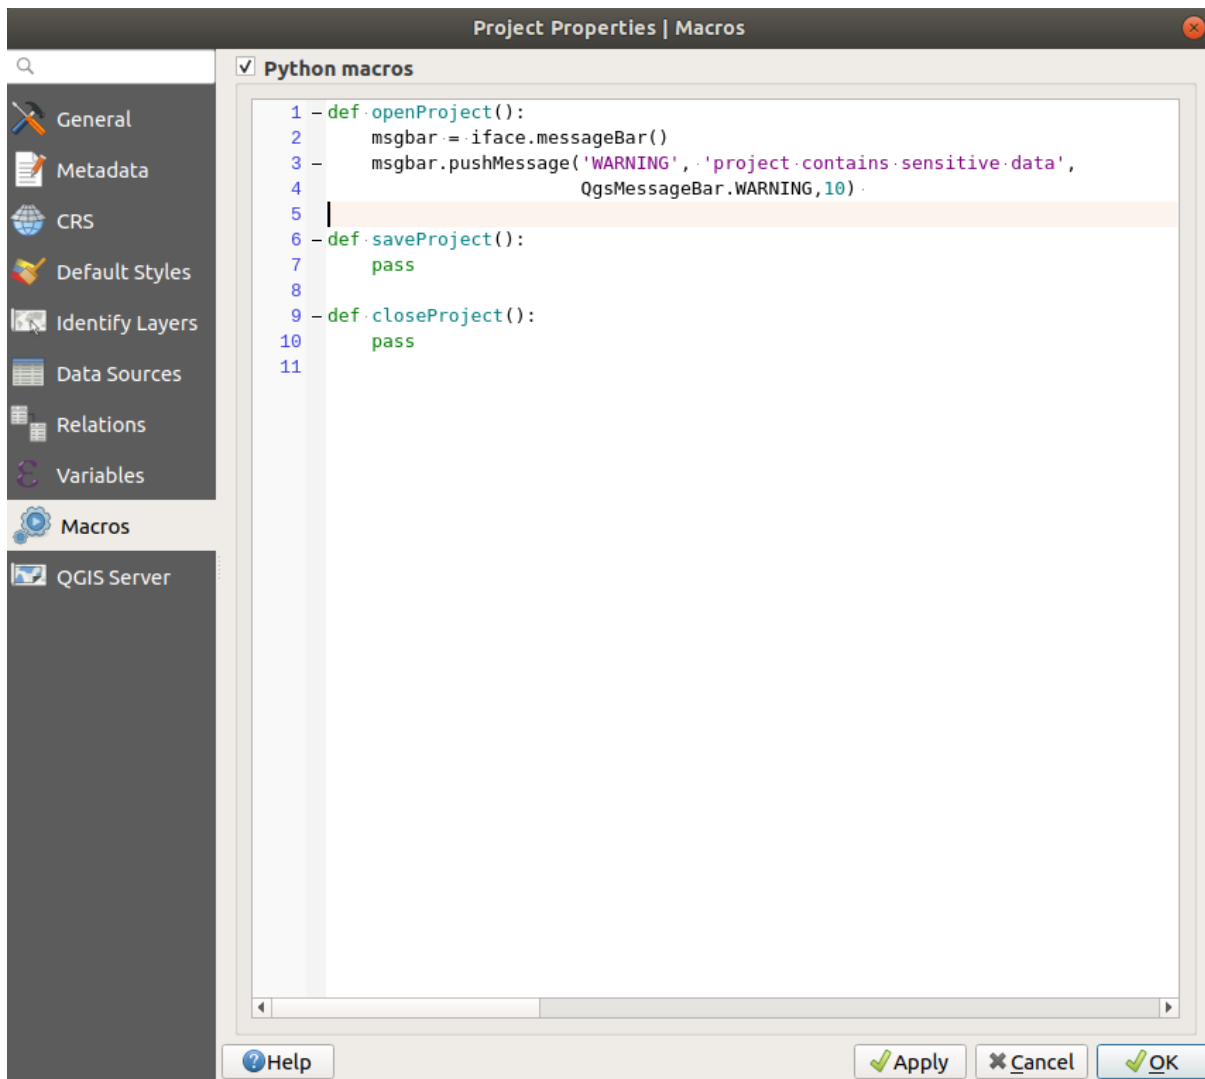 Project Properties | Macros
Python macros
General
Metadata
CRS
Default Styles
Identify Layers
Data Sources
Relations
Variables
Macros
QGIS Server
1 def openProject():
2 msgbar = iface.messageBar()
3 msgbar.pushMessage('WARNING', 'project contains sensitive data',
4 QgsMessageBar.WARNING,10)
5
6 def saveProject():
7 pass
8
9 def closeProject():
10 pass
11
Help
Apply
Cancel
OK